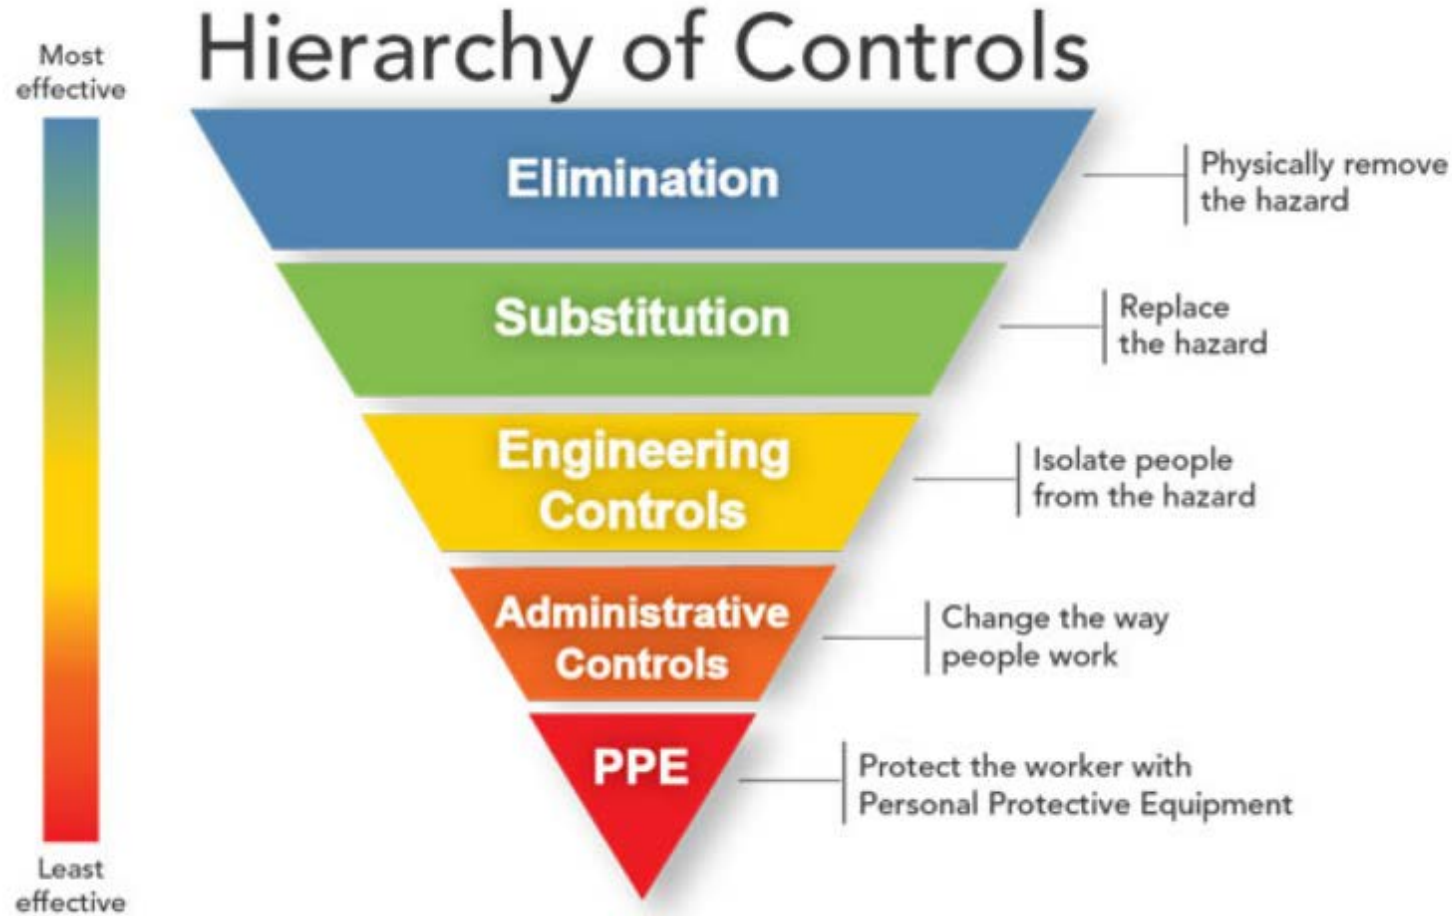 Hierarchy of Controls
Most
effective
Elimination
Physically remove
the hazard
Substitution
Replace
the hazard
Engineering
Controls
Isolate people
from the hazard
Administrative
Controls
Change the way
people work
PPE
Protect the worker with
Personal Protective Equipment
Least
effective